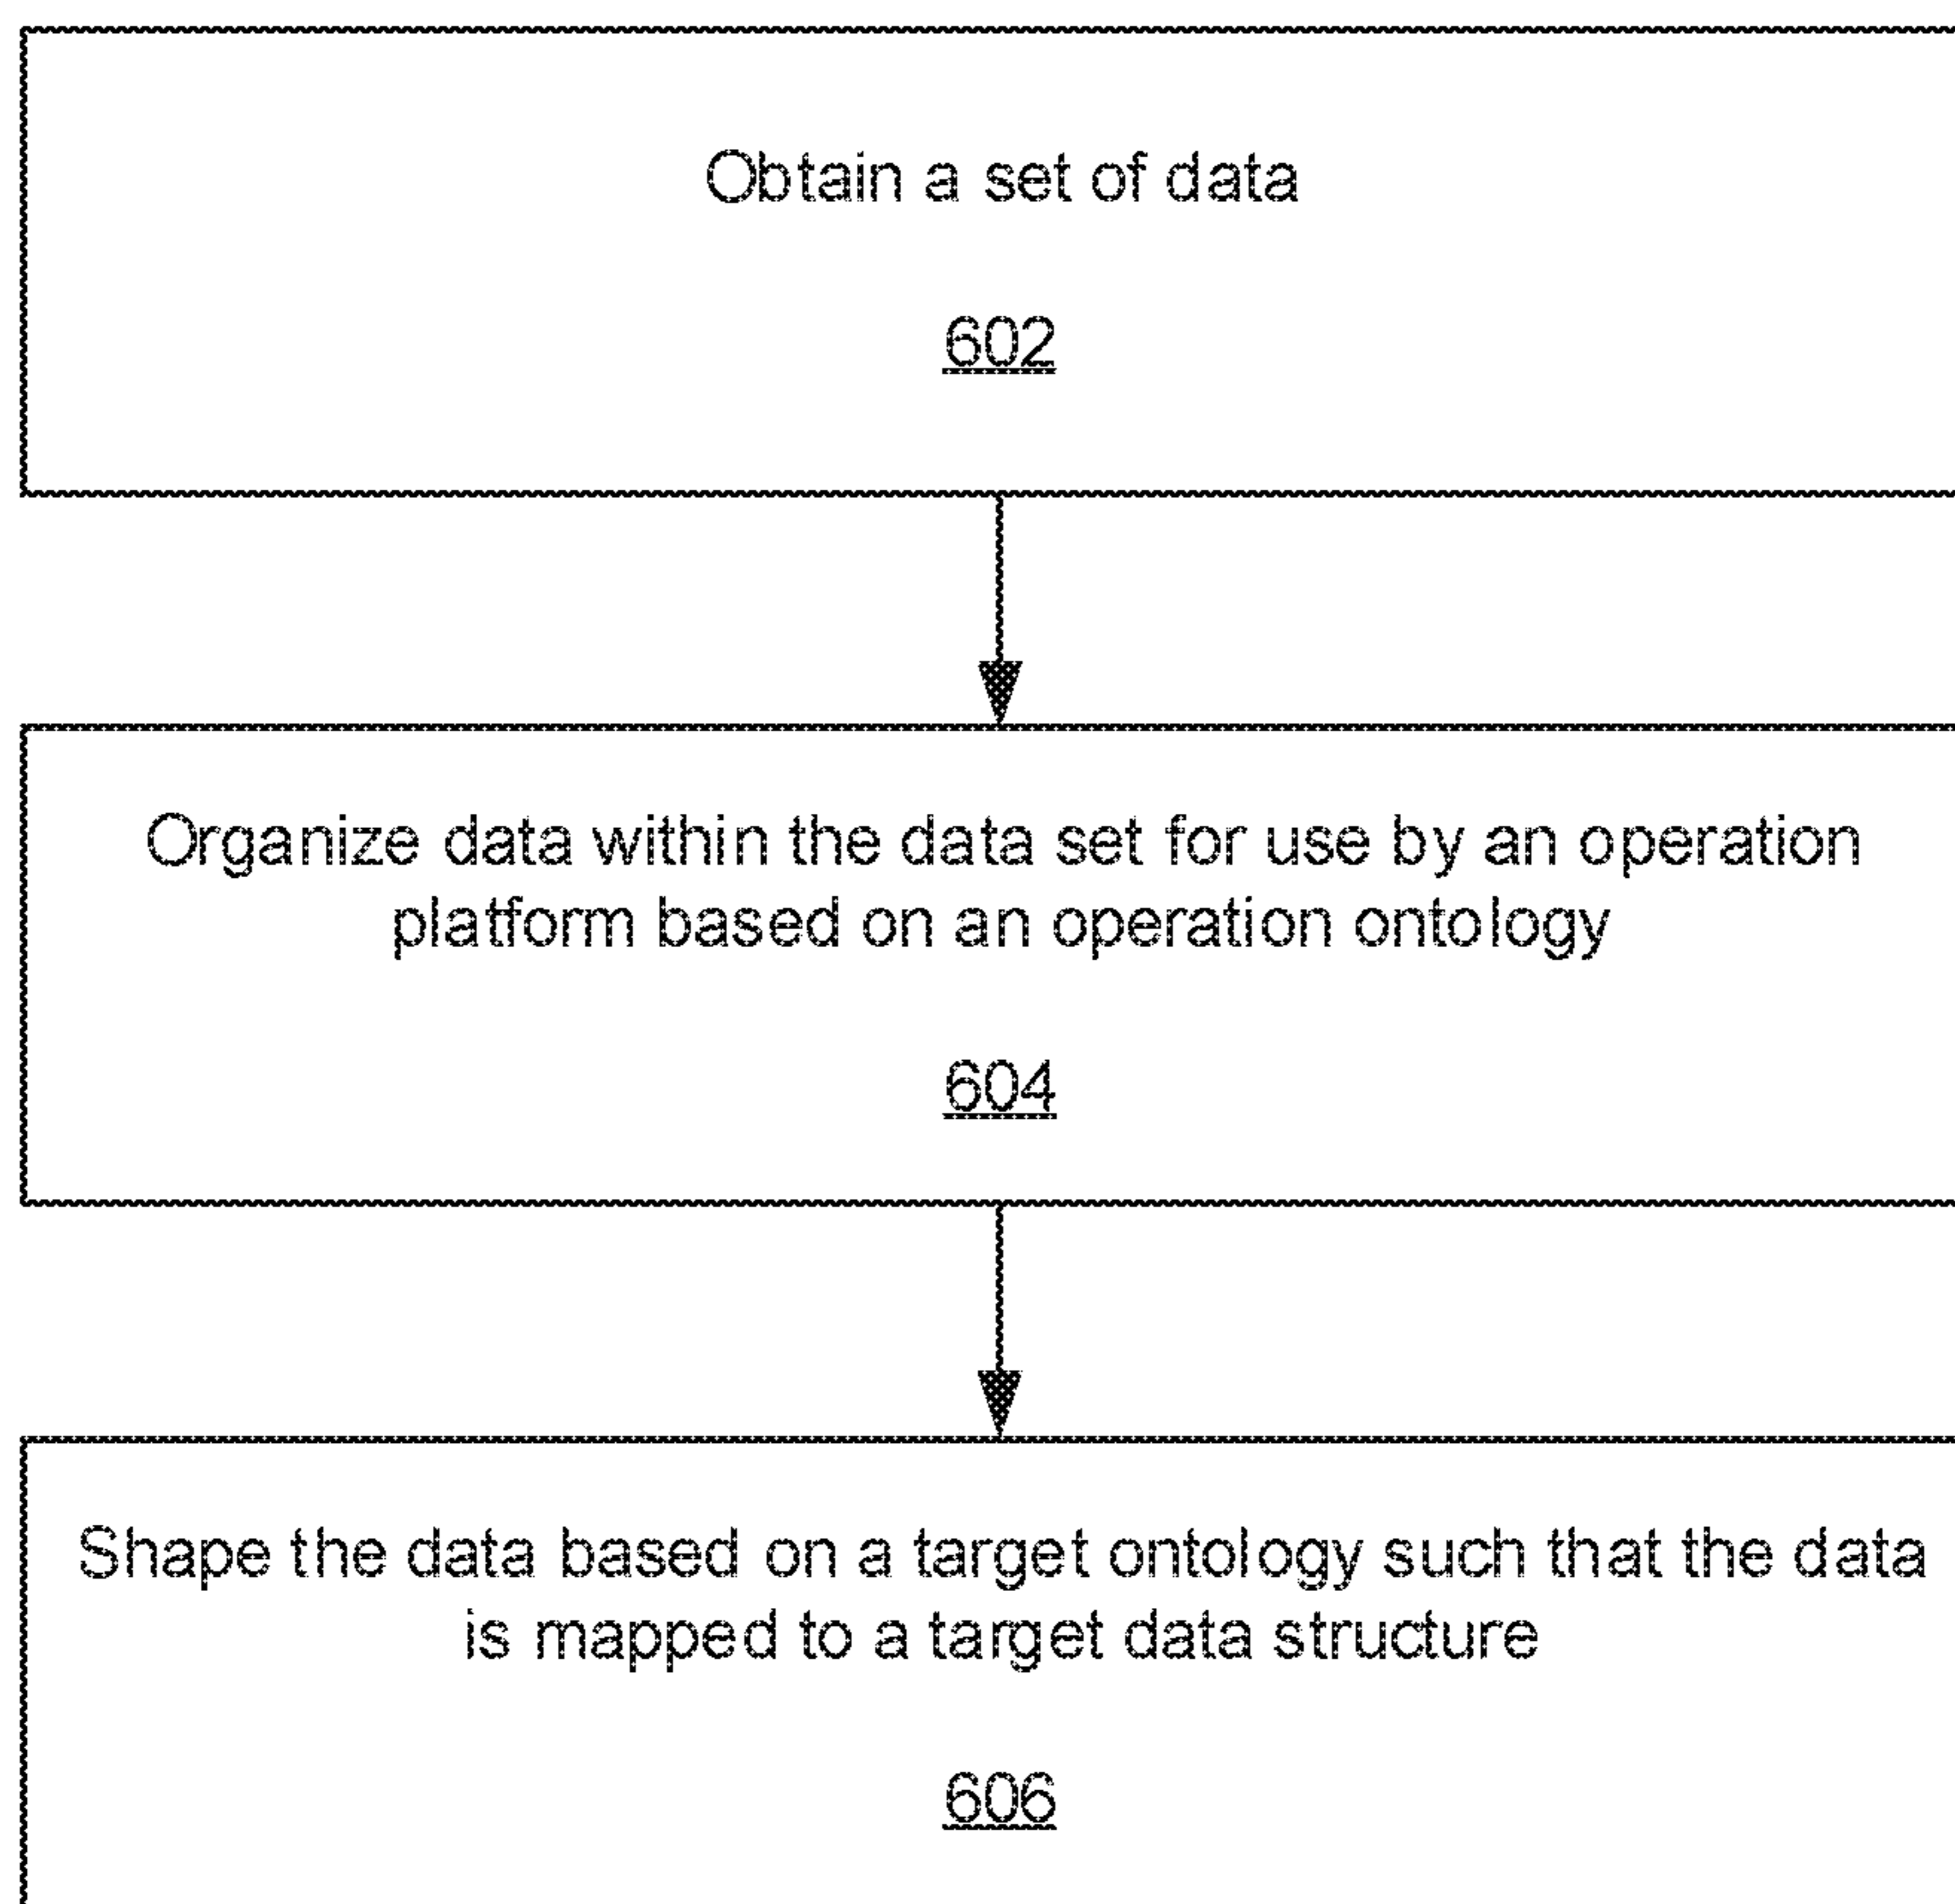 Obtain a set of data
602
Organize data within the data set for use by an operation
platform based on an operation ontology
604
Shape the data based on a target ontology such that the data
is mapped to a target data structure
606